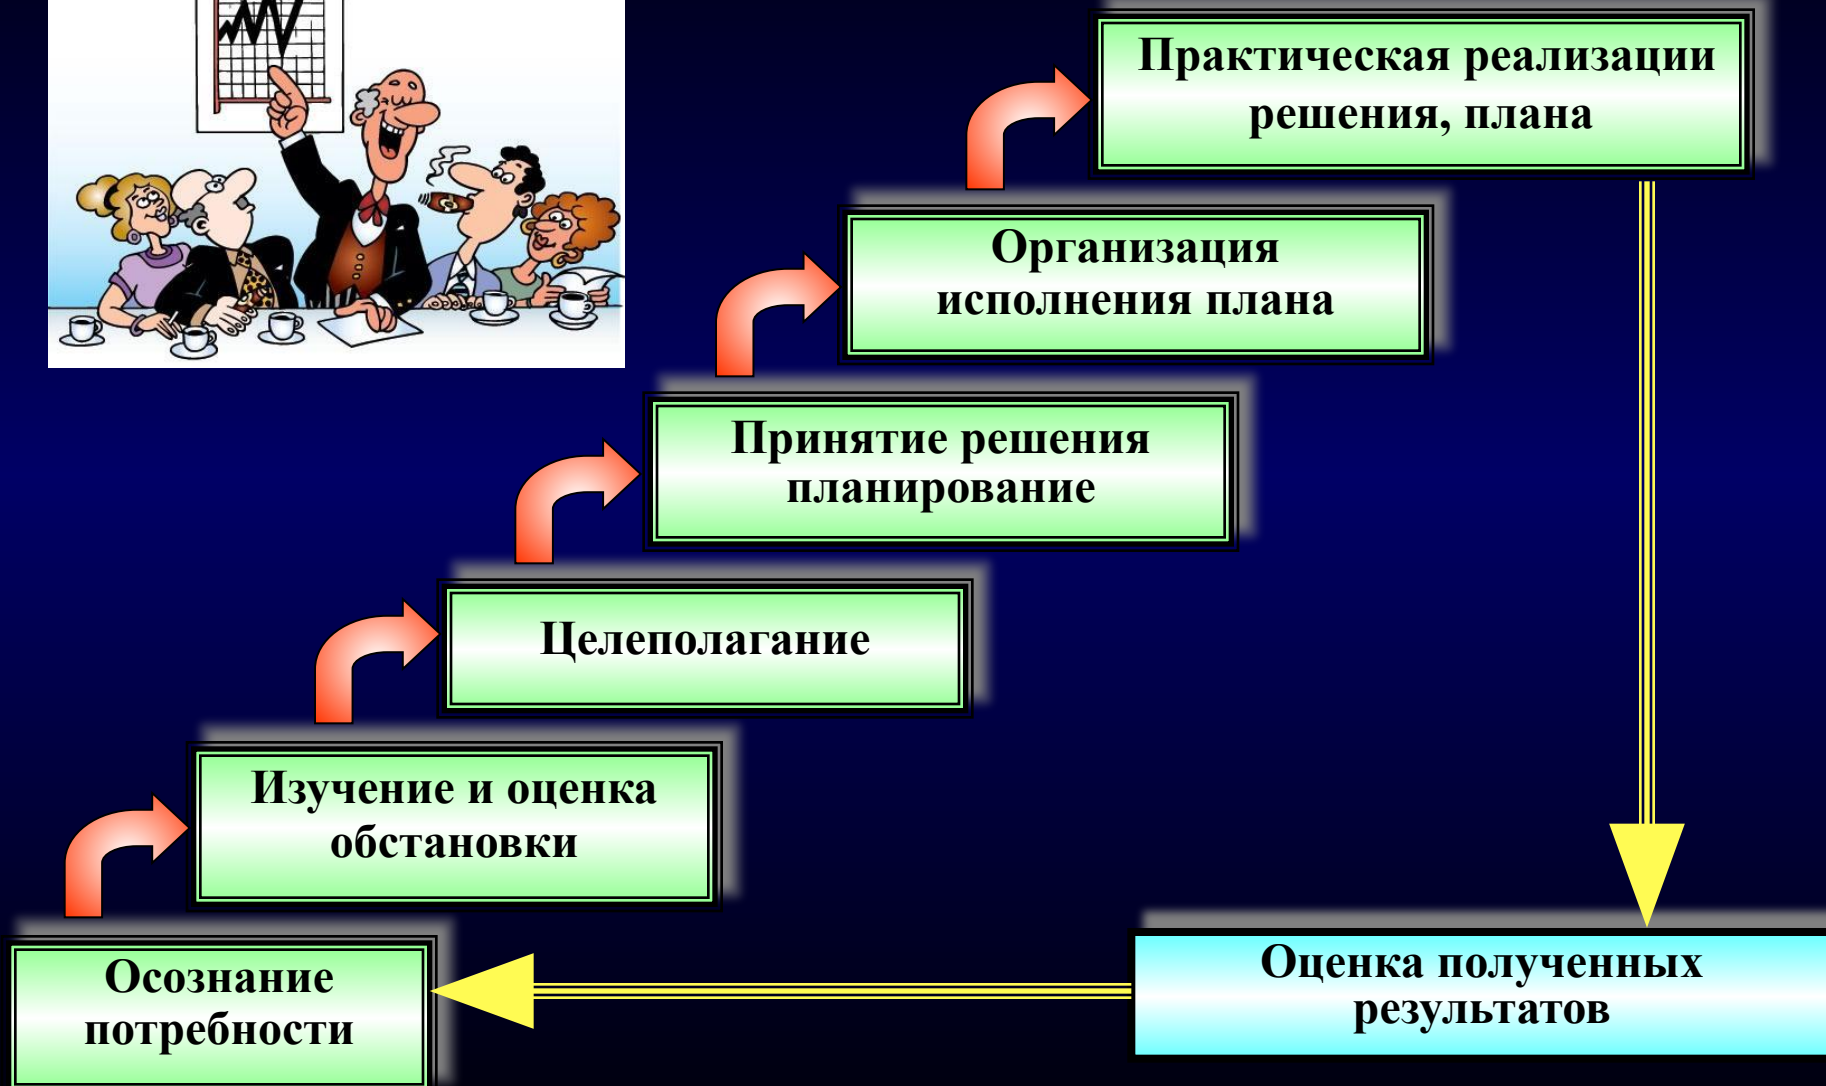 Практическая реализации
решения, плана
Организация
исполнения плана
Принятие решения
планирование
Целеполагание
Изучение и оценка
обстановки
Осознание
потребности
Оценка полученных
результатов